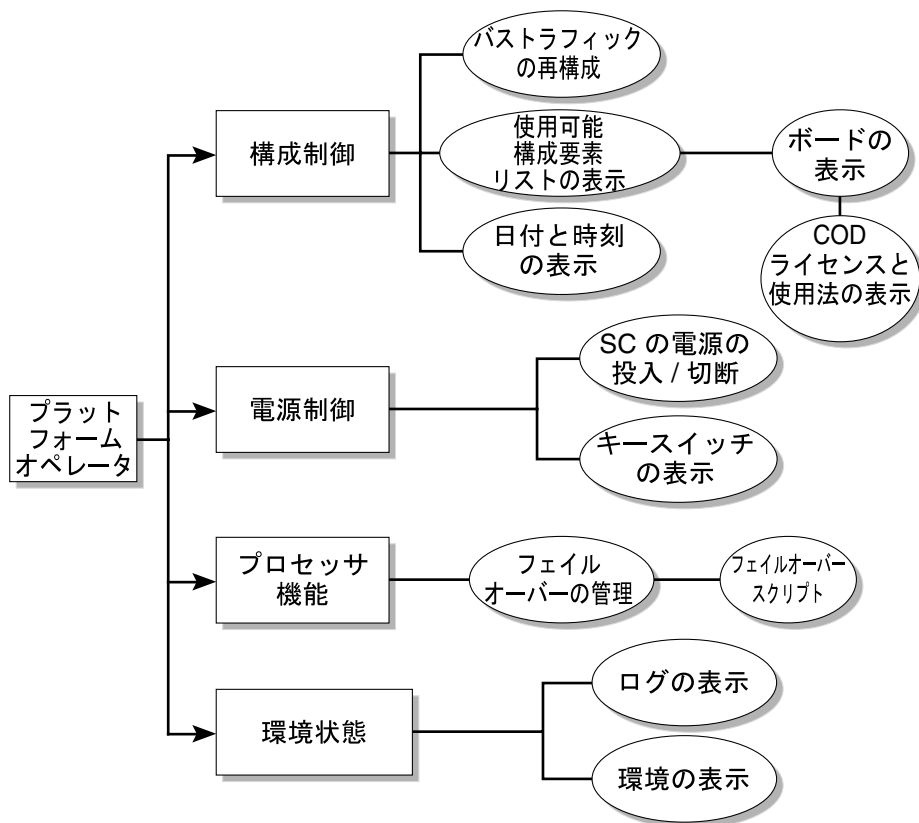 バストラフィック
の再構成
構成制御
使用可能
構成要素
リストの表示
ボードの
表示
日付と時刻
の表示
COD
ライセンスと
使用法の表示
プラット
フォーム
オペレータ
電源制御
SC の電源の
投入 / 切断
キースイッチ
の表示
プロセッサ
機能
フェイル
オーバーの管理
フェイルオーバー
スクリプト
環境状態
ログの表示
環境の表示